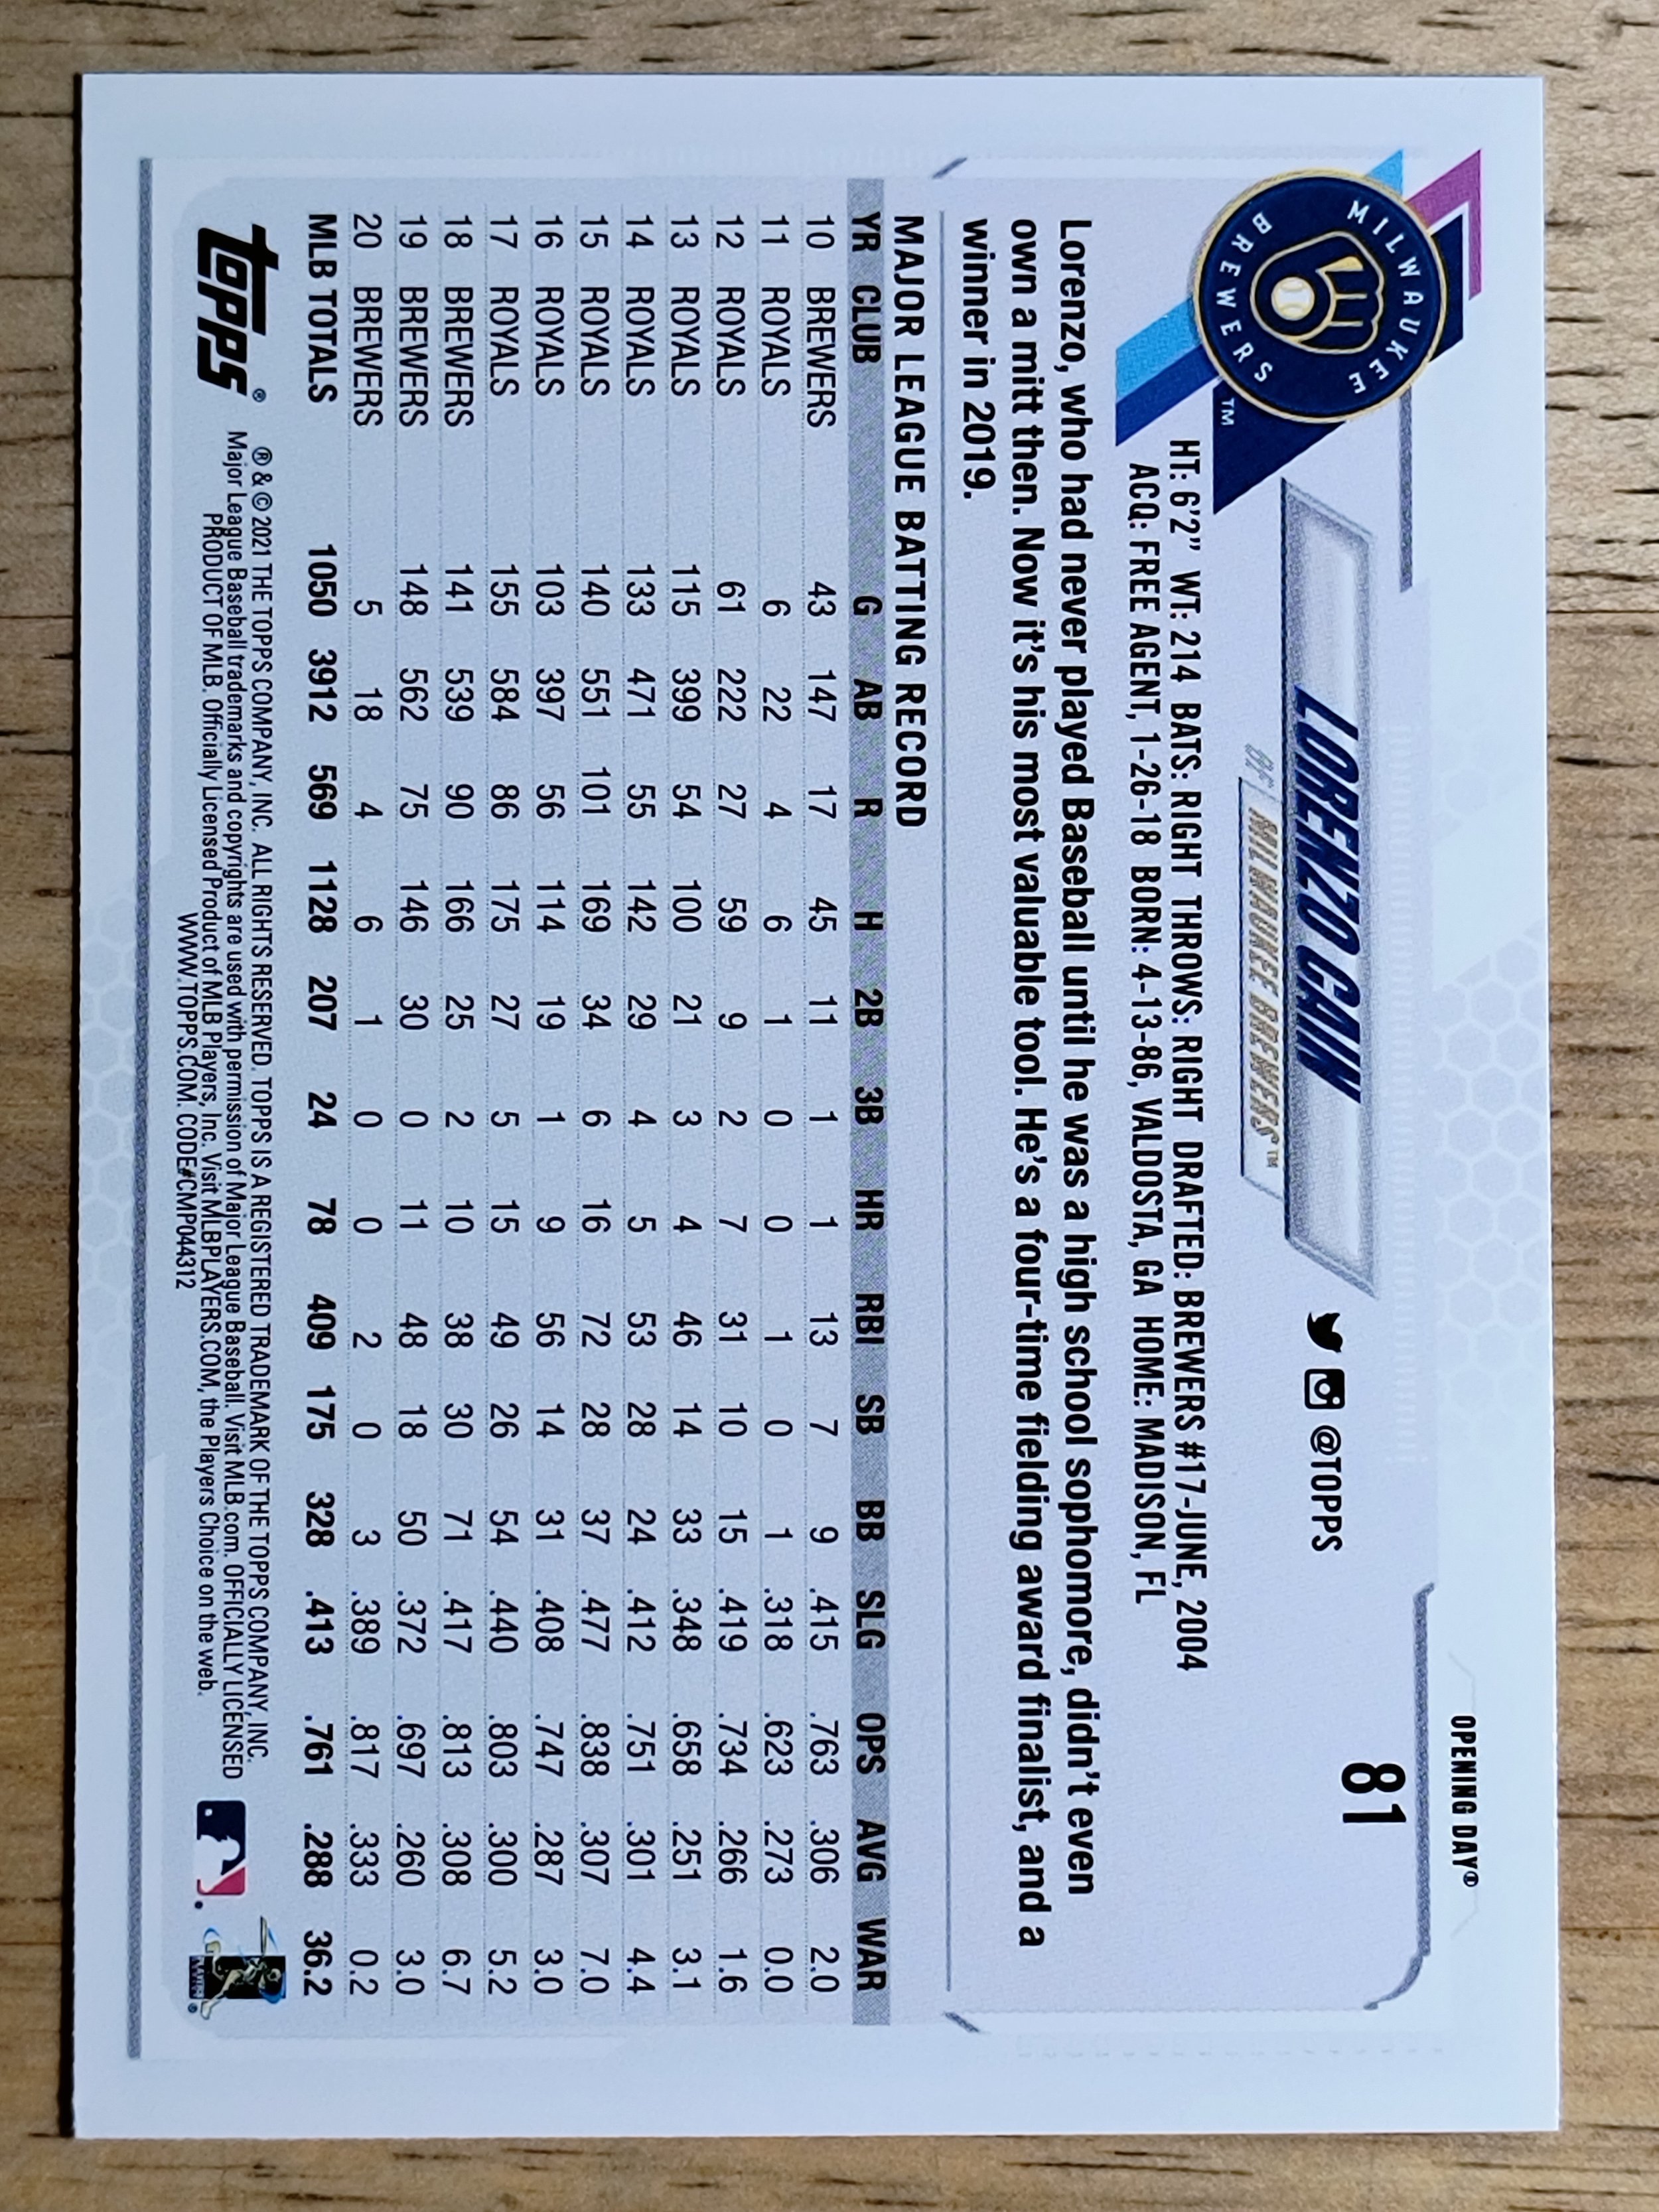 OPENING DAY®
81
MILWAUKEE
BREWERS
™
LORENZO CAIN
@TOPPS
OF MILWAUKEE BREWERS™
HT: 6'2" WT: 214 BATS: RIGHT THROWS: RIGHT DRAFTED: BREWERS #17-JUNE, 2004
ACQ: FREE AGENT, 1-26-18 BORN: 4-13-86, VALDOSTA, GA HOME: MADISON, FL
Lorenzo, who had never played Baseball until he was a high school sophomore, didn't even
own a mitt then. Now it's his most valuable tool. He's a four-time fielding award finalist, and a
winner in 2019.
MAJOR LEAGUE BATTING RECORD
YR CLUB G AB R H 2B 3B HR RBI SB BB SLG OPS AVG WAR
10 BREWERS 43 147 17 45 11 1 1 13 7 9 .415 .763 .306 2.0
11 ROYALS 6 22 4 6 1 0 0 1 0 1 .318 .623 .273 0.0
12 ROYALS 61 222 27 59 9 2 7 31 10 15 .419 .734 .266 1.6
13 ROYALS 115 399 54 100 21 3 4 46 14 33 .348 .658 .251 3.1
14 ROYALS 133 471 55 142 29 4 5 53 28 24 .412 .751 .301 4.4
15 ROYALS 140 551 101 169 34 6 16 72 28 37 .477 .838 .307 7.0
16 ROYALS 103 397 56 114 19 1 9 56 14 31 .408 .747 .287 3.0
17 ROYALS 155 584 86 175 27 5 15 49 26 54 .440 .803 .300 5.2
18 BREWERS 141 539 90 166 25 2 10 38 30 71 .417 .813 .308 6.7
19 BREWERS 148 562 75 146 30 0 11 48 18 50 .372 .697 .260 3.0
20 BREWERS 5 18 4 6 1 0 0 2 0 3 .389 .817 .333 0.2
MLB TOTALS 1050 3912 569 1128 207 24 78 409 175 328 .413 .761 .288 36.2
topps®
® & © 2021 THE TOPPS COMPANY, INC. ALL RIGHTS RESERVED. TOPPS IS A REGISTERED TRADEMARK OF THE TOPPS COMPANY, INC.
Major League Baseball trademarks and copyrights are used with permission of Major League Baseball. Visit MLB.com. OFFICIALLY LICENSED
PRODUCT OF MLB. Officially Licensed Product of MLB Players, Inc. Visit MLBPLAYERS.COM, the Players Choice on the web.
WWW.TOPPS.COM. CODE#CMP044312